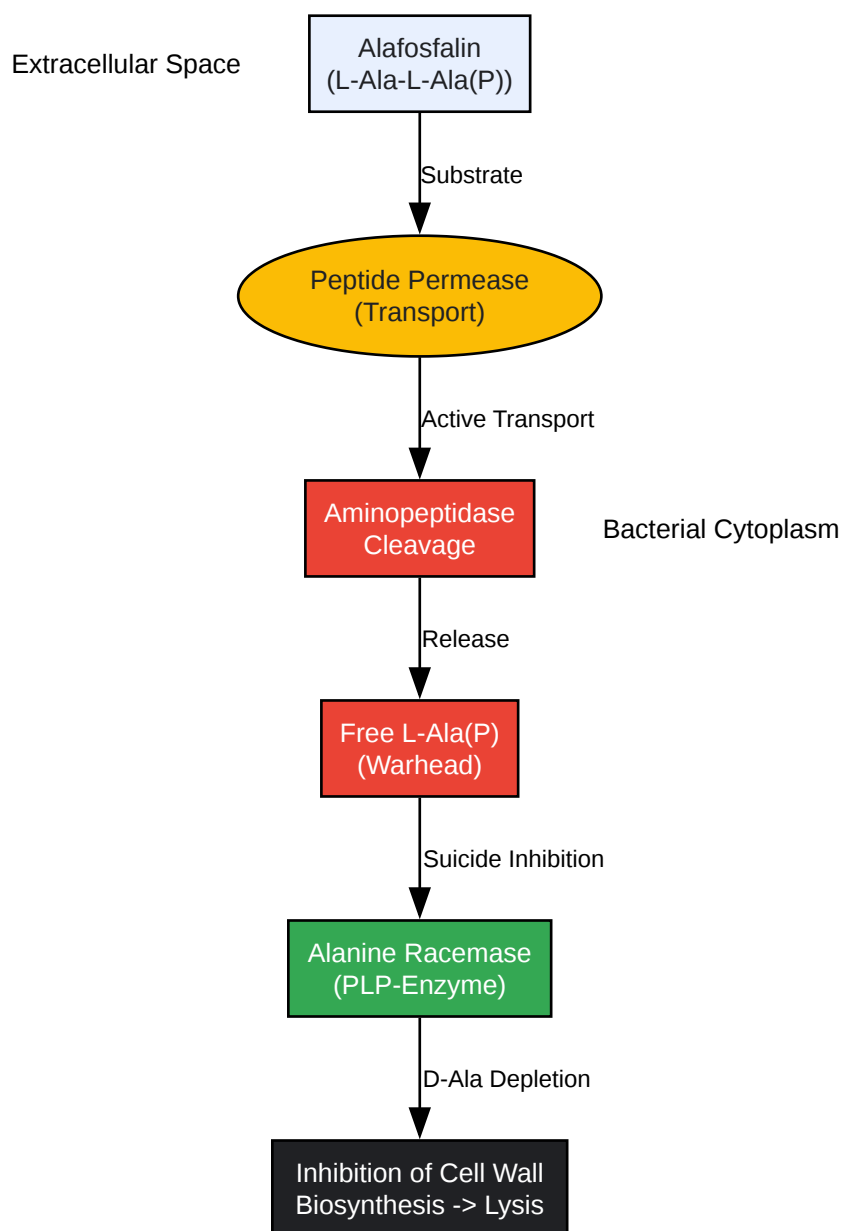 Extracellular Space
Alafosfalin
(L-Ala-L-Ala(P))
Substrate
Peptide Permease
(Transport)
Active Transport
Aminopeptidase
Cleavage
Bacterial Cytoplasm
Release
Free L-Ala(P)
(Warhead)
Suicide Inhibition
Alanine Racemase
(PLP-Enzyme)
D-Ala Depletion
Inhibition of Cell Wall
Biosynthesis -> Lysis